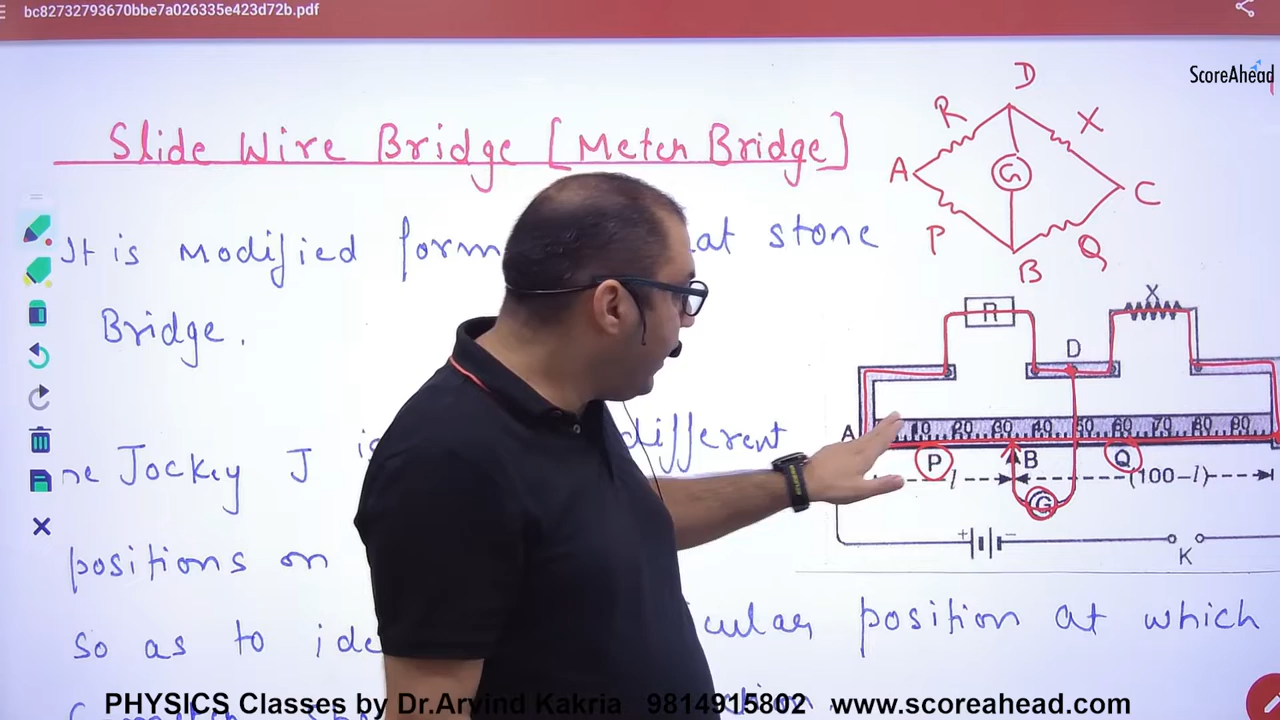 bc82732793670bbe7a026335e423d72b.pdf
ScoreAhead
Slide Wire Bridge [Meter Bridge]
D
R X
A G C
P Q
B
It is modified form at stone
Bridge.
R X
D
A 10 20 30 40 50 60 70 80 90
P B Q
l (100-l)
G
+ -
K
Jockey J different
positions on
so as to position at which
PHYSICS Classes by Dr.Arvind Kakria 9814915802 www.scoreahead.com